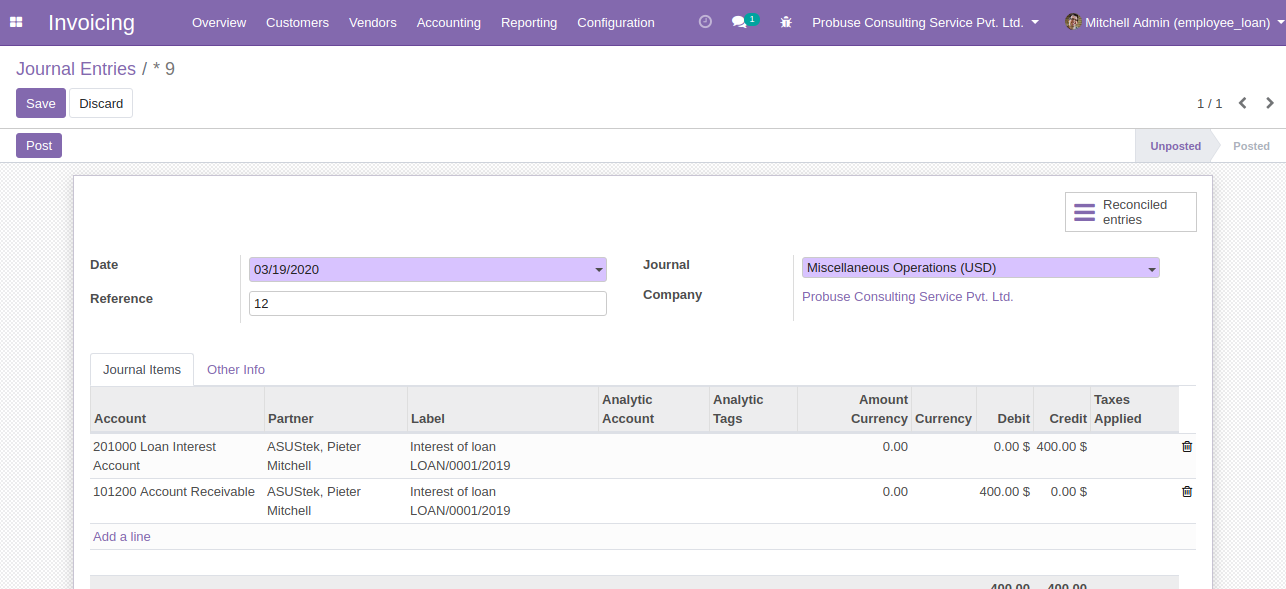 Invoicing Overview Customers Vendors Accounting Reporting Configuration 1 Probuse Consulting Service Pvt. Ltd. Mitchell Admin (employee_loan)
Journal Entries / * 9
Save Discard 1 / 1
Post Unposted Posted
Reconciled
entries
Date 03/19/2020 Journal Miscellaneous Operations (USD)
Reference 12 Company Probuse Consulting Service Pvt. Ltd.
Journal Items Other Info
Analytic Analytic Amount Taxes
Account Partner Label Account Tags Currency Currency Debit Credit Applied
201000 Loan Interest ASUStek, Pieter Interest of loan 0.00 0.00 $ 400.00 $
Account Mitchell LOAN/0001/2019
101200 Account Receivable ASUStek, Pieter Interest of loan 0.00 400.00 $ 0.00 $
Mitchell LOAN/0001/2019
Add a line
400.00 400.00